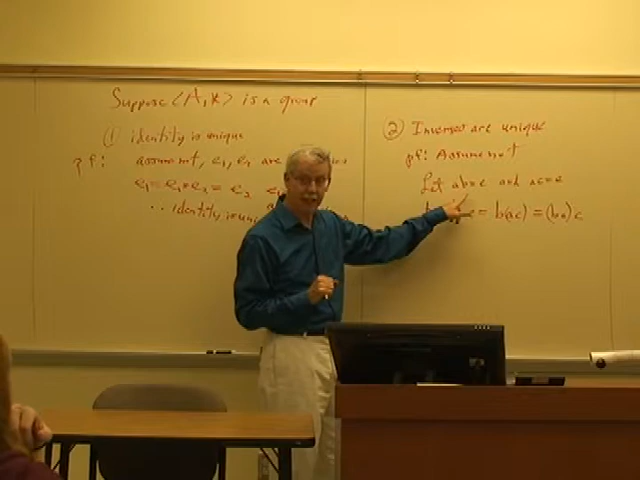 Suppose <A,*> is a group
① identity is unique
pf: assume not, e₁, e₂ are
e₁ = e₁*e₂ = e₂
∴ identity is
② Inverses are unique
pf: Assume not
Let ab=e and ac=e
= b(ac) = (ba)c